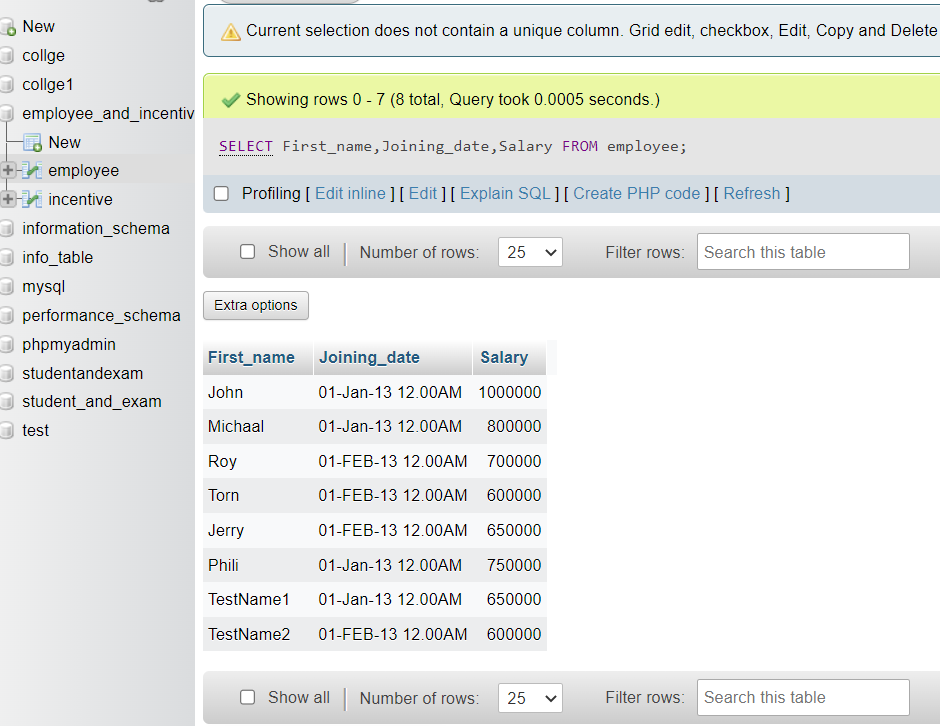 New
collge
collge1
employee_and_incentiv
New
employee
incentive
information_schema
info_table
mysql
performance_schema
phpmyadmin
studentandexam
student_and_exam
test
Current selection does not contain a unique column. Grid edit, checkbox, Edit, Copy and Delete
Showing rows 0 - 7 (8 total, Query took 0.0005 seconds.)
SELECT First_name,Joining_date,Salary FROM employee;
Profiling [ Edit inline ] [ Edit ] [ Explain SQL ] [ Create PHP code ] [ Refresh ]
Show all Number of rows: 25 Filter rows: Search this table
Extra options
First_name Joining_date Salary
John 01-Jan-13 12.00AM 1000000
Michaal 01-Jan-13 12.00AM 800000
Roy 01-FEB-13 12.00AM 700000
Torn 01-FEB-13 12.00AM 600000
Jerry 01-FEB-13 12.00AM 650000
Phili 01-Jan-13 12.00AM 750000
TestName1 01-Jan-13 12.00AM 650000
TestName2 01-FEB-13 12.00AM 600000
Show all Number of rows: 25 Filter rows: Search this table